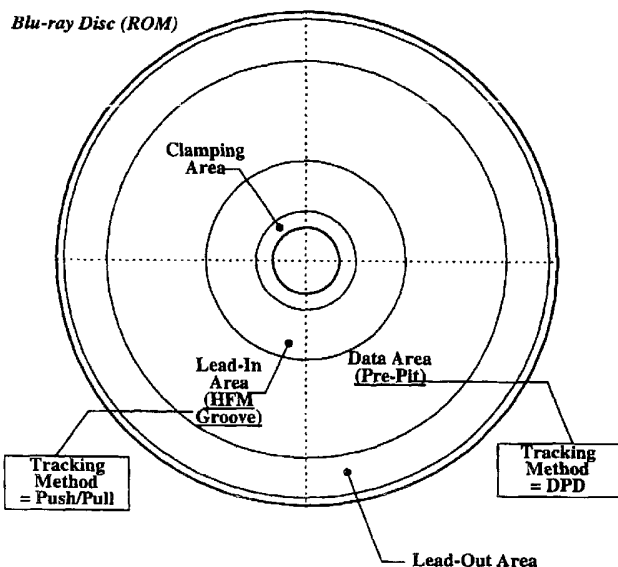 Blu-ray Disc (ROM)
Clamping
Area
Lead-In
Area
(HFM
Groove)
Data Area
(Pre-Pit)
Tracking
Method
= Push/Pull
Tracking
Method
= DPD
Lead-Out Area